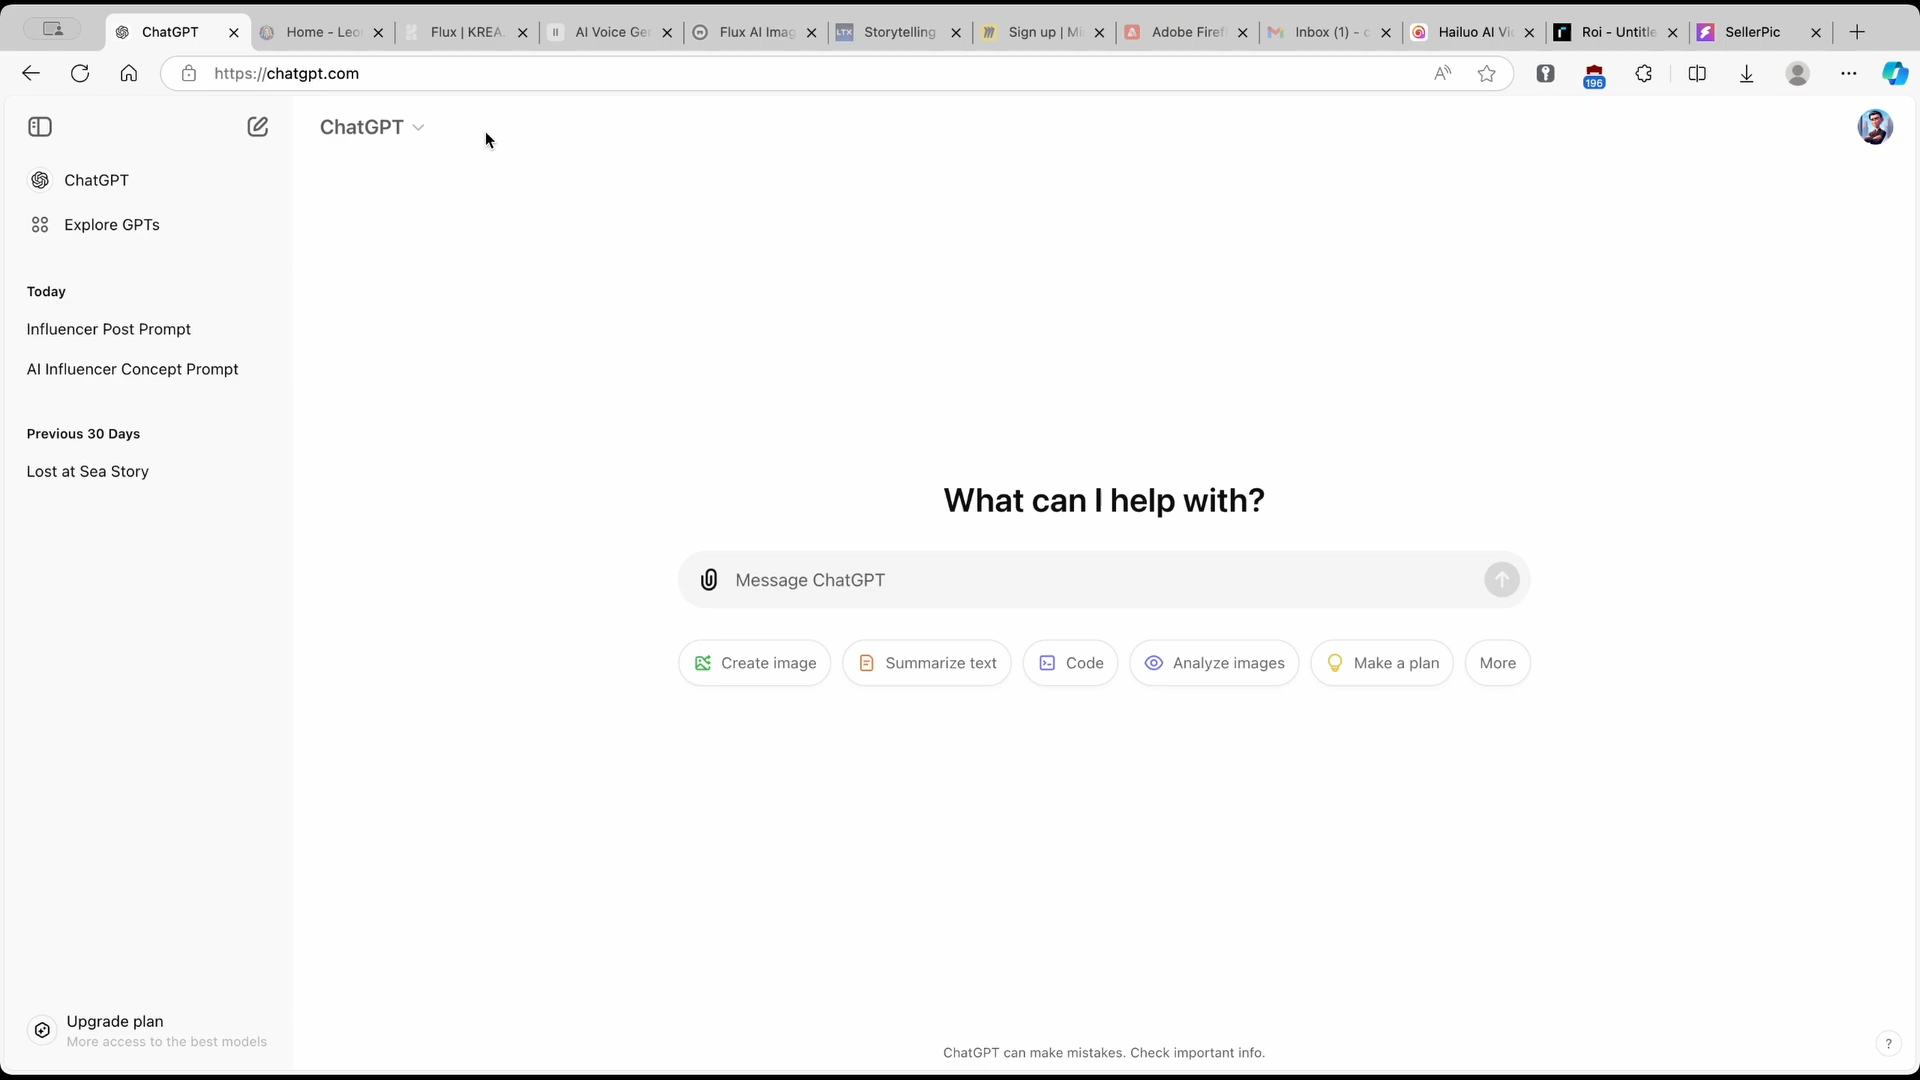 ChatGPT
Home - Leo
Flux | KREA
AI Voice Ge
Flux AI Imag
LTX
Storytelling
Sign up | Mi
Adobe Firefl
Inbox (1) - c
Hailuo AI Vi
Roi - Untitle
SellerPic
https://chatgpt.com
196
ChatGPT
ChatGPT
Explore GPTs
Today
Influencer Post Prompt
AI Influencer Concept Prompt
Previous 30 Days
Lost at Sea Story
What can I help with?
Message ChatGPT
Create image
Summarize text
Code
Analyze images
Make a plan
More
Upgrade plan
More access to the best models
ChatGPT can make mistakes. Check important info.
?